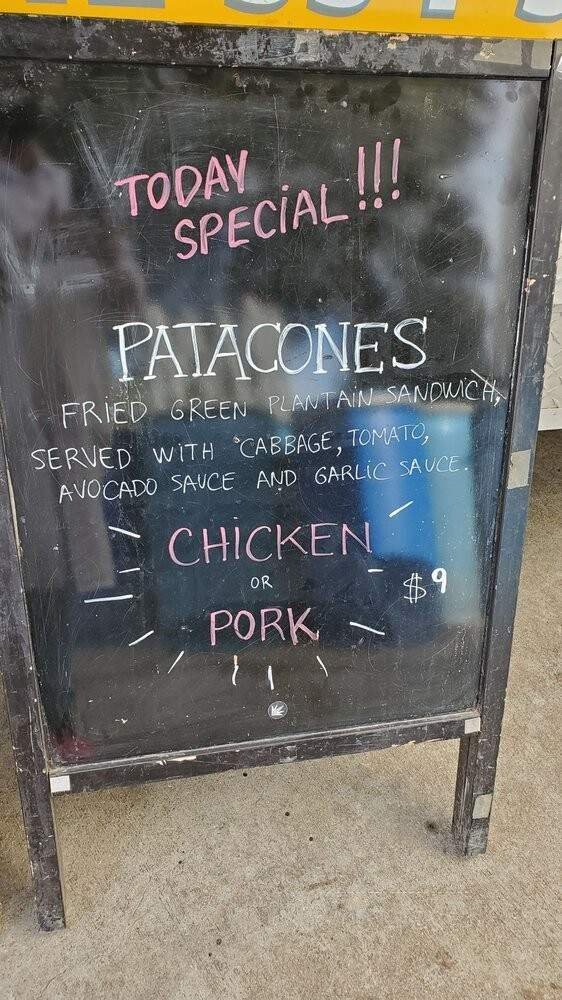 TODAY
SPECIAL!!!
PATACONES
FRIED GREEN PLANTAIN SANDWICH,
SERVED WITH CABBAGE, TOMATO,
AVOCADO SAUCE AND GARLIC SAUCE.
CHICKEN
OR
$9
PORK